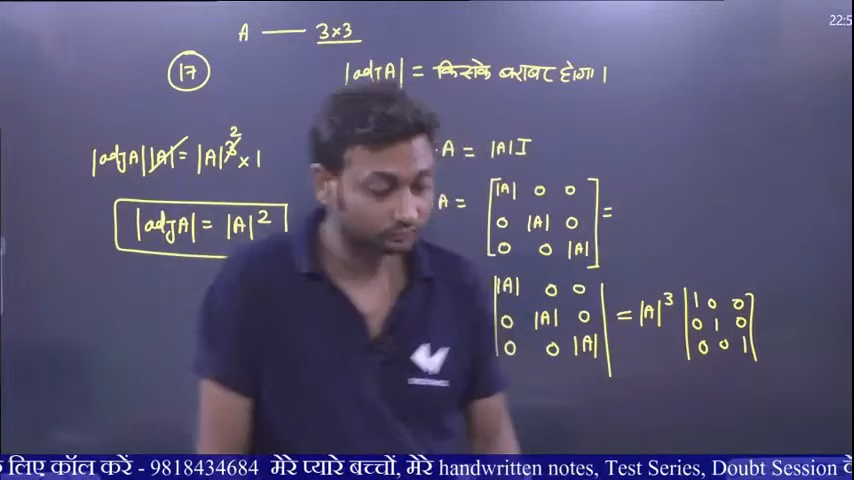 22:5
A — 3×3
17 |adjA| = किसके बराबर होगा।
|adjA||A| = |A|3 2 × 1
|adjA| = |A|²
·A = |A|I
A = [|A| 0 0
0 |A| 0
0 0 |A|] =
||A| 0 0
0 |A| 0
0 0 |A|| = |A|³ |1 0 0
0 1 0
0 0 1|
लिए कॉल करें - 9818434684 मेरे प्यारे बच्चों, मेरे handwritten notes, Test Series, Doubt Session